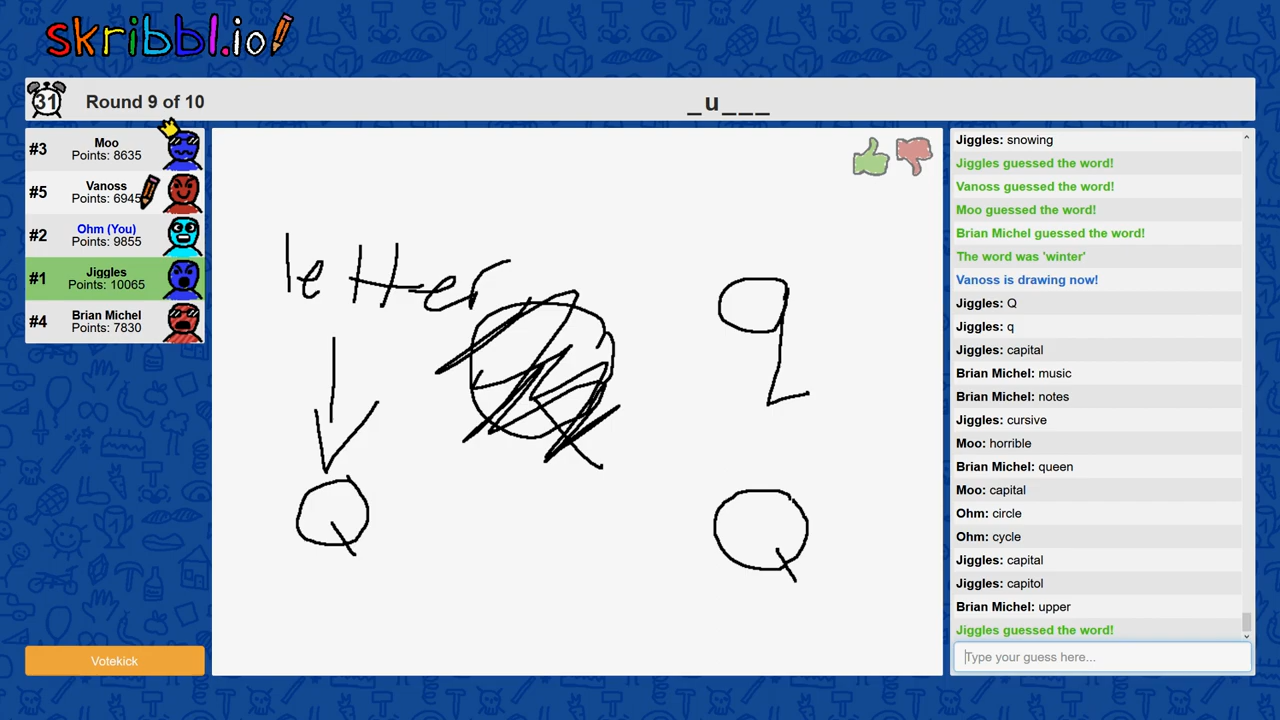 skribbl.io
31
Round 9 of 10
_u___
#3
Moo
Points: 8635
#5
Vanoss
Points: 6945
#2
Ohm (You)
Points: 9855
#1
Jiggles
Points: 10065
#4
Brian Michel
Points: 7830
letter
q
Q
Q
Jiggles: snowing
Jiggles guessed the word!
Vanoss guessed the word!
Moo guessed the word!
Brian Michel guessed the word!
The word was 'winter'
Vanoss is drawing now!
Jiggles: Q
Jiggles: q
Jiggles: capital
Brian Michel: music
Brian Michel: notes
Jiggles: cursive
Moo: horrible
Brian Michel: queen
Moo: capital
Ohm: circle
Ohm: cycle
Jiggles: capital
Jiggles: capitol
Brian Michel: upper
Jiggles guessed the word!
Votekick
Type your guess here...